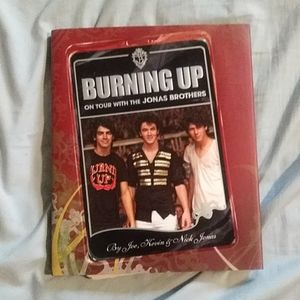 BURNING UP
ON TOUR WITH THE JONAS BROTHERS
By Joe, Kevin & Nick Jonas